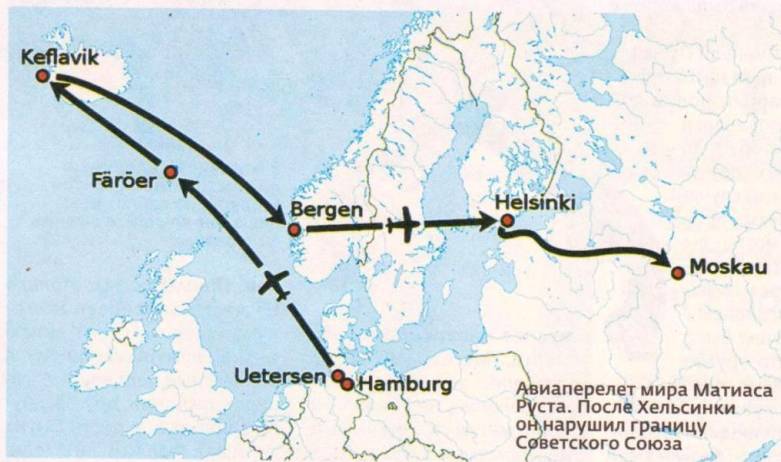 Keflavik
Färöer
Bergen
Helsinki
Moskau
Uetersen
Hamburg
Авиаперелет мира Матиаса
Руста. После Хельсинки
он нарушил границу
Советского Союза